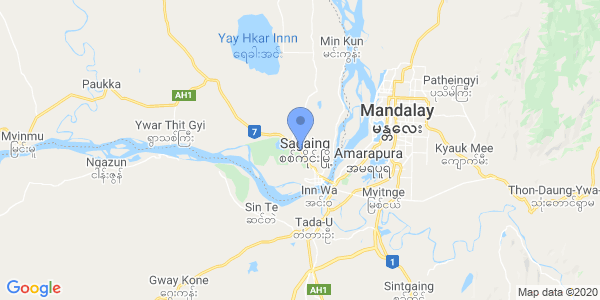 Yay Hkar Innn
ရေခါးအင်း
Min Kun
မင်းကွန်း
Paukka
ပေါက္ကံ
AH1
Mandalay
မန္တလေး
Patheingyi
ပုသိမ်ကြီး
Mvinmu
မြင်းမူ
Ywar Thit Gyi
ရွာသစ်ကြီး
7
Sagaing
စစ်ကိုင်းမြို့
Amarapura
အမရပူရ
Kyauk Mee
ကျောက်မီး
Ngazun
ငါန်းဇွန်
Inn Wa
အင်းဝ
Myitnge
မြစ်ငယ်
Thon-Daung-Ywa-
သုံးတောင်ရွာမ
Sin Te
ဆင်တဲ
Tada-U
တံတားဦး
1
Gway Kone
ဂွေးကုန်း
AH1
Sintgaing
စဉ့်ကိုင်
Google
Map data ©2020